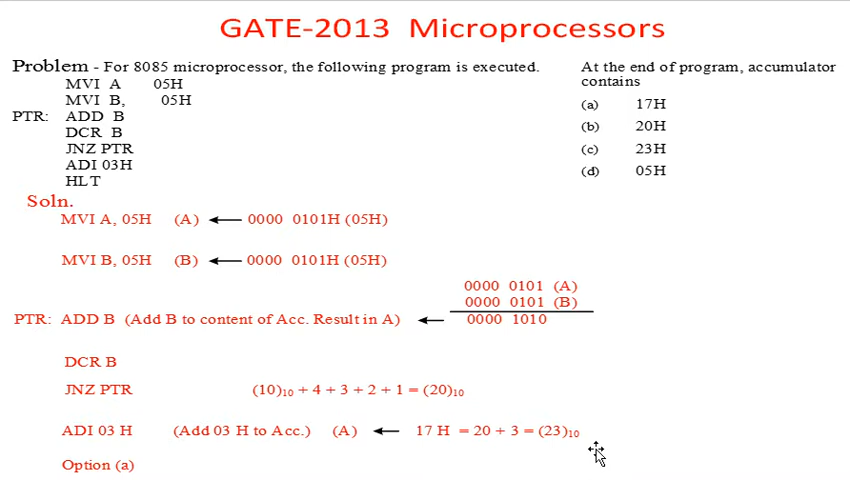 GATE-2013 Microprocessors
Problem - For 8085 microprocessor, the following program is executed.
MVI A 05H
MVI B, 05H
PTR: ADD B
DCR B
JNZ PTR
ADI 03H
HLT
At the end of program, accumulator
contains
(a) 17H
(b) 20H
(c) 23H
(d) 05H
Soln.
MVI A, 05H (A) ← 0000 0101H (05H)
MVI B, 05H (B) ← 0000 0101H (05H)
0000 0101 (A)
0000 0101 (B)
PTR: ADD B (Add B to content of Acc. Result in A) ← 0000 1010
DCR B
JNZ PTR (10)₁₀ + 4 + 3 + 2 + 1 = (20)₁₀
ADI 03 H (Add 03 H to Acc.) (A) ← 17 H = 20 + 3 = (23)₁₀
Option (a)